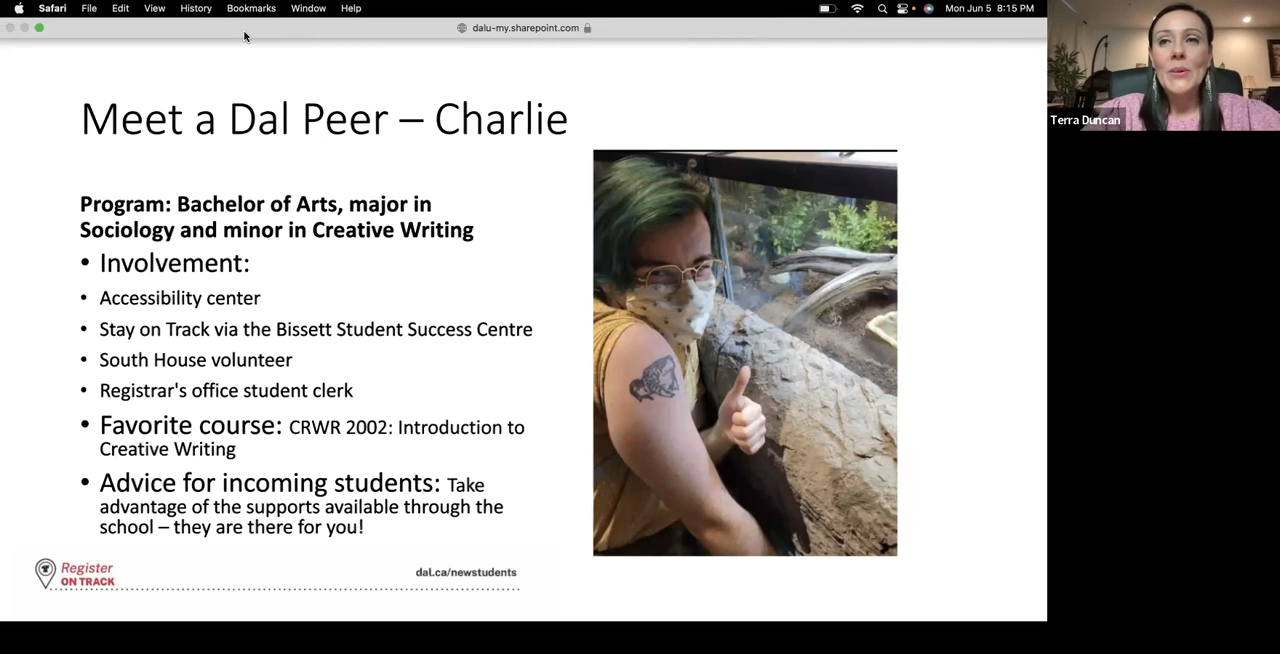 Safari File Edit View History Bookmarks Window Help Mon Jun 5 8:15 PM
dalu-my.sharepoint.com
Terra Duncan
Meet a Dal Peer – Charlie
Program: Bachelor of Arts, major in
Sociology and minor in Creative Writing
• Involvement:
• Accessibility center
• Stay on Track via the Bissett Student Success Centre
• South House volunteer
• Registrar's office student clerk
• Favorite course: CRWR 2002: Introduction to
Creative Writing
• Advice for incoming students: Take
advantage of the supports available through the
school – they are there for you!
Register
ON TRACK
dal.ca/newstudents